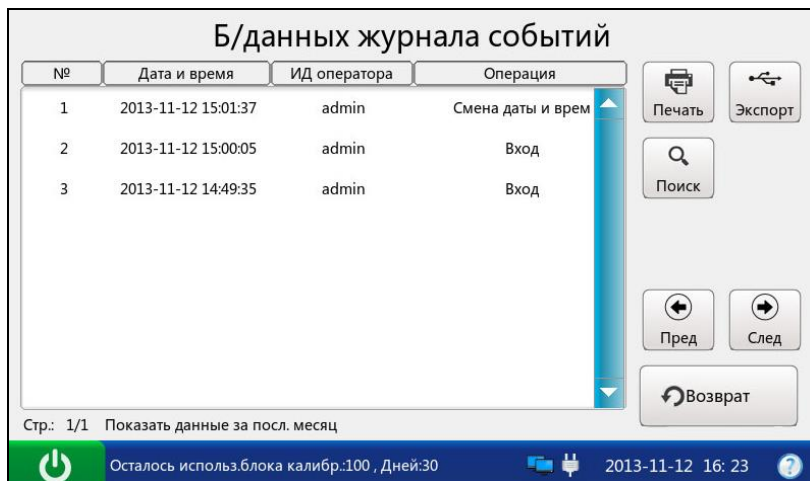 Б/данных журнала событий
№ Дата и время ИД оператора Операция
1 2013-11-12 15:01:37 admin Смена даты и врем
2 2013-11-12 15:00:05 admin Вход
3 2013-11-12 14:49:35 admin Вход
Печать Экспорт
Поиск
Пред След
Возврат
Стр.: 1/1 Показать данные за посл. месяц
Осталось использ.блока калибр.:100 , Дней:30 2013-11-12 16: 23 ?